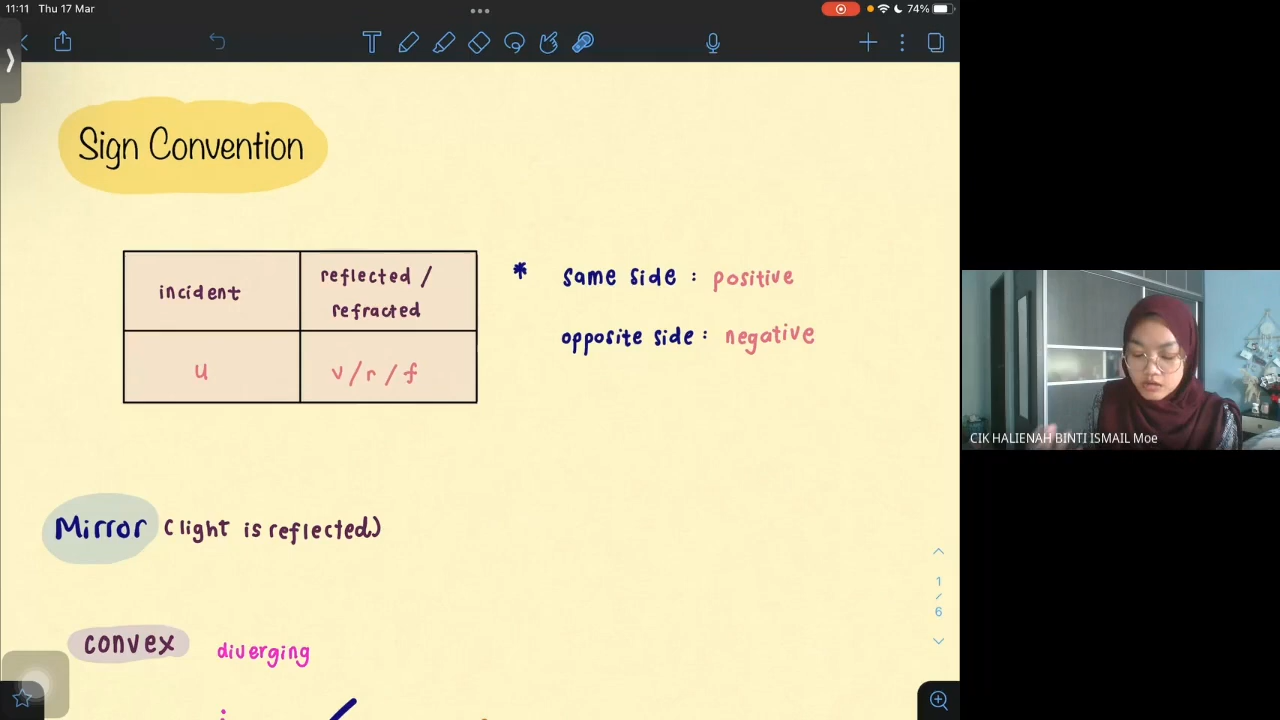 11:11 Thu 17 Mar
74%
Sign Convention
incident
reflected /
refracted
u
v / r / f
* same side : positive
opposite side : negative
Mirror (light is reflected)
convex diverging
1
/
6
CIK HALIENAH BINTI ISMAIL Moe